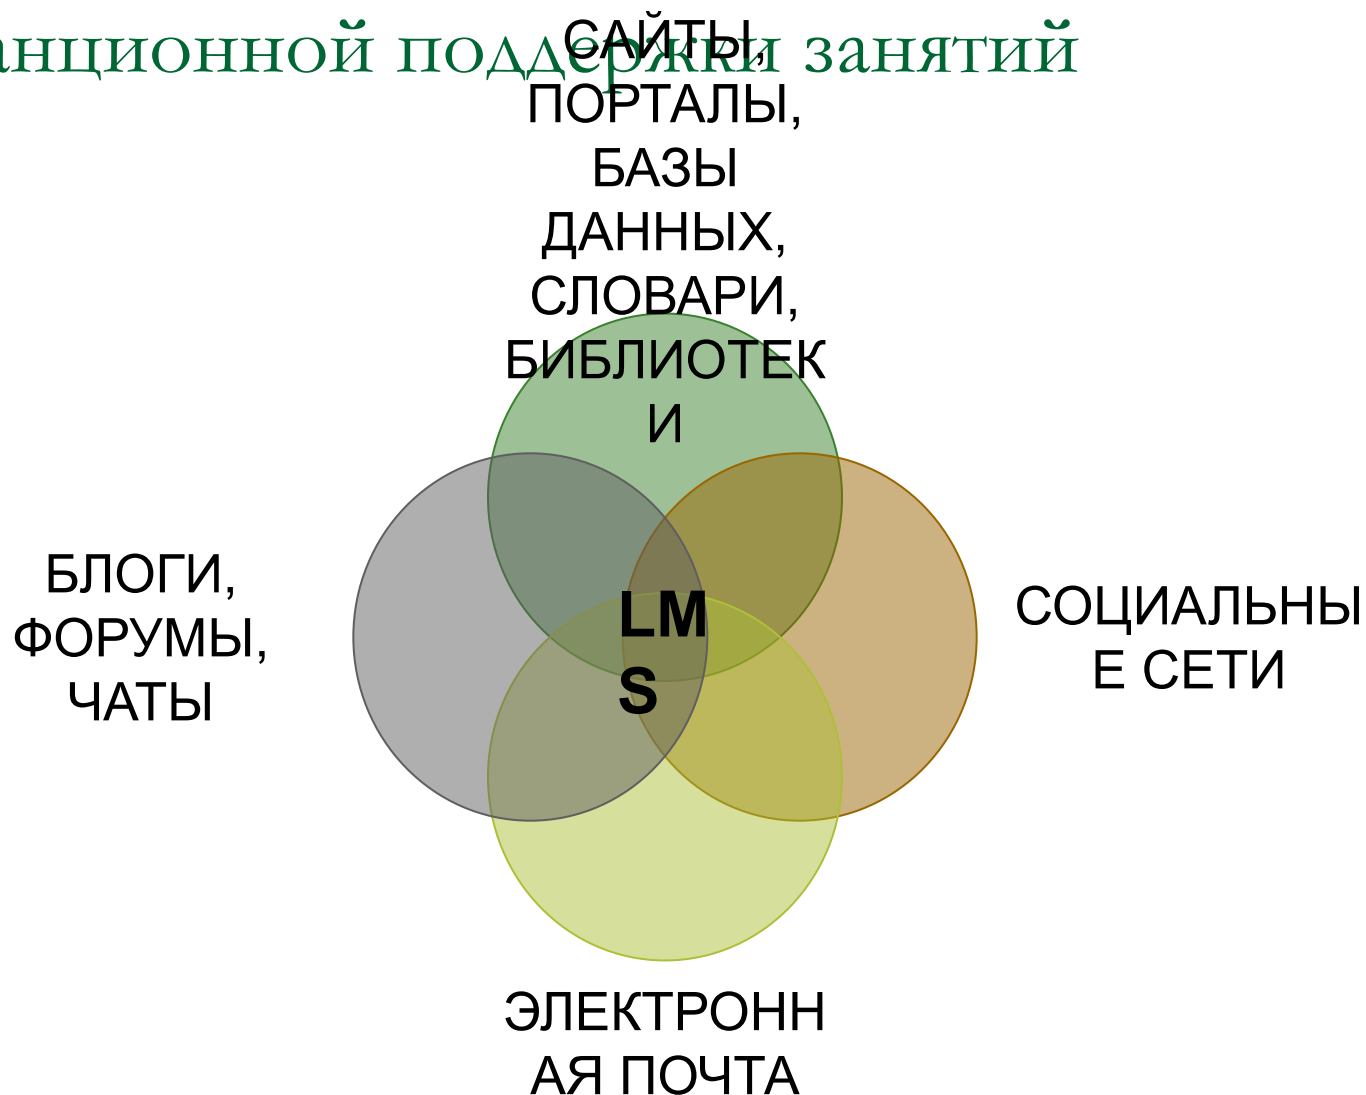 анционной поддержки занятий
САЙТЫ,
ПОРТАЛЫ,
БАЗЫ
ДАННЫХ,
СЛОВАРИ,
БИБЛИОТЕК
И
БЛОГИ,
ФОРУМЫ,
ЧАТЫ
LM
S
СОЦИАЛЬНЫ
Е СЕТИ
ЭЛЕКТРОНН
АЯ ПОЧТА